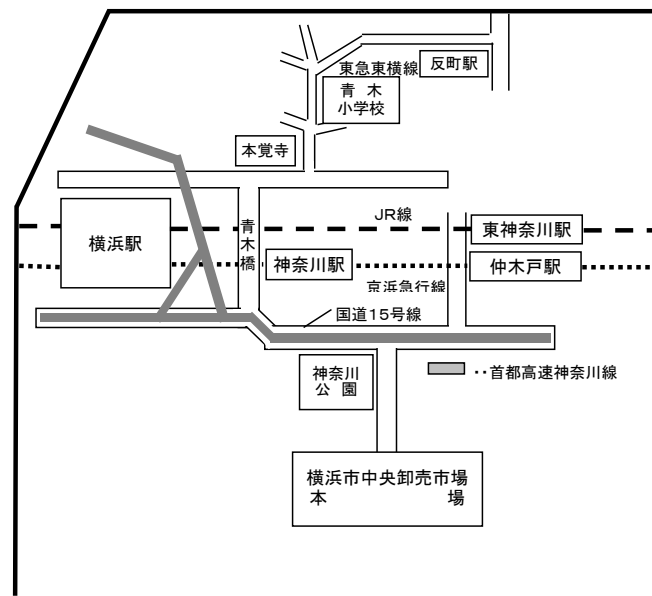 東急東横線
反町駅
青 木
小学校
本覚寺
JR線
東神奈川駅
横浜駅
青木橋
神奈川駅
仲木戸駅
京浜急行線
国道15号線
神奈川
公 園
‥首都高速神奈川線
横浜市中央卸売市場
本 場